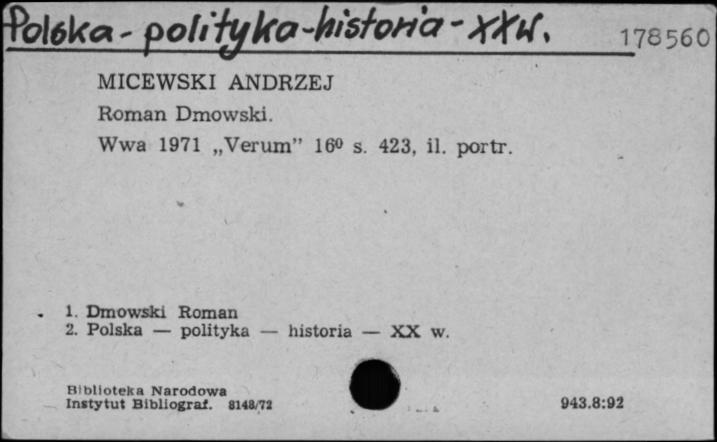 Polska - polityka - historia - XX w. 178560
MICEWSKI ANDRZEJ
Roman Dmowski.
Wwa 1971 „Verum” 16⁰ s. 423, il. portr.
1. Dmowski Roman
2. Polska — polityka — historia — XX w.
Biblioteka Narodowa
Instytut Bibliograf. 8148/72 943.8:92